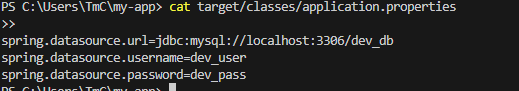 PS C:\Users\TmC\my-app> cat target/classes/application.properties
>>
spring.datasource.url=jdbc:mysql://localhost:3306/dev_db
spring.datasource.username=dev_user
spring.datasource.password=dev_pass
PS C:\Users\TmC\my-app>